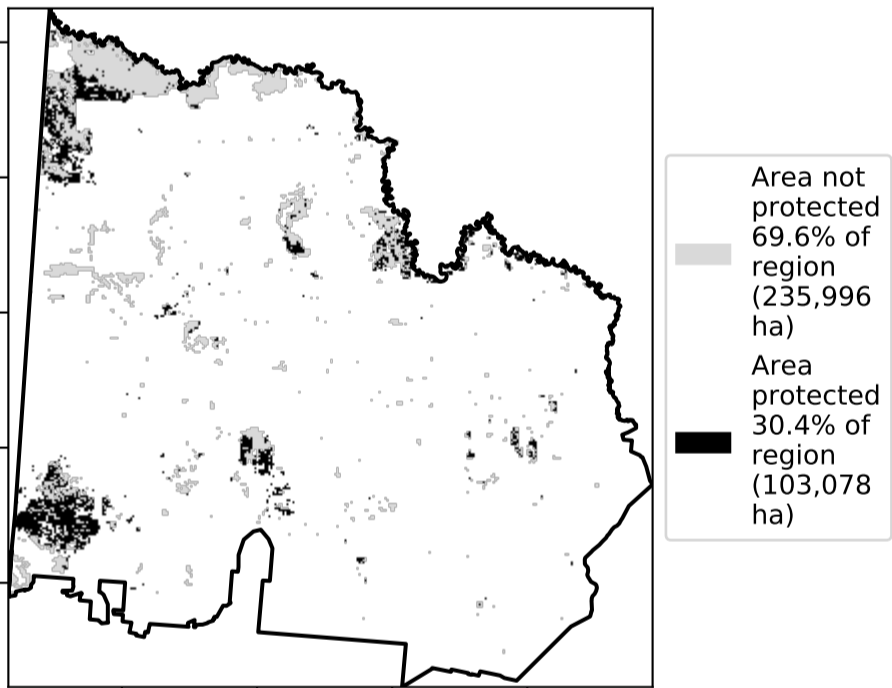 Area not
protected
69.6% of
region
(235,996
ha)
Area
protected
30.4% of
region
(103,078
ha)